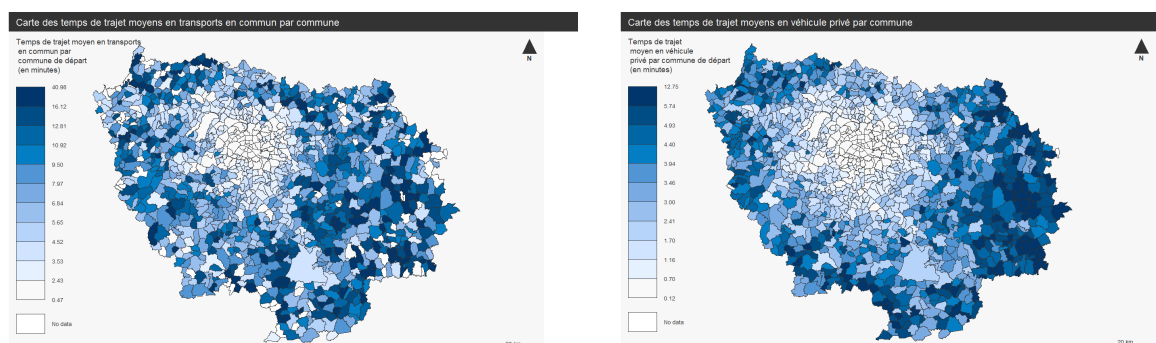 Carte des temps de trajet moyens en transports en commun par commune
Temps de trajet moyen en transports
en commun par
commune de départ
(en minutes)
N
40.98
16.12
12.81
10.92
9.50
7.97
6.84
5.65
4.52
3.53
2.43
0.47
No data
Carte des temps de trajet moyens en véhicule privé par commune
Temps de trajet
moyen en véhicule
privé par commune de départ
(en minutes)
N
12.75
5.74
4.93
4.40
3.94
3.46
3.00
2.41
1.70
1.16
0.70
0.12
No data